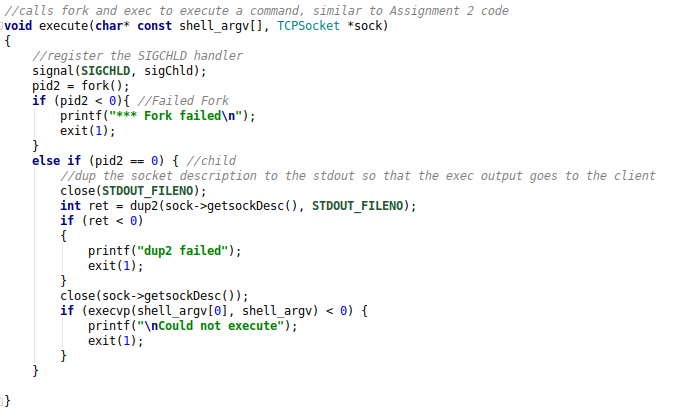 //calls fork and exec to execute a command, similar to Assignment 2 code
void execute(char* const shell_argv[], TCPSocket *sock)
{
    //register the SIGCHLD handler
    signal(SIGCHLD, sigChld);
    pid2 = fork();
    if (pid2 < 0){ //Failed Fork
        printf("*** Fork failed\n");
        exit(1);
    }
    else if (pid2 == 0) { //child
        //dup the socket description to the stdout so that the exec output goes to the client
        close(STDOUT_FILENO);
        int ret = dup2(sock->getsockDesc(), STDOUT_FILENO);
        if (ret < 0)
        {
            printf("dup2 failed");
            exit(1);
        }
        close(sock->getsockDesc());
        if (execvp(shell_argv[0], shell_argv) < 0) {
            printf("\nCould not execute");
            exit(1);
        }
    }

}